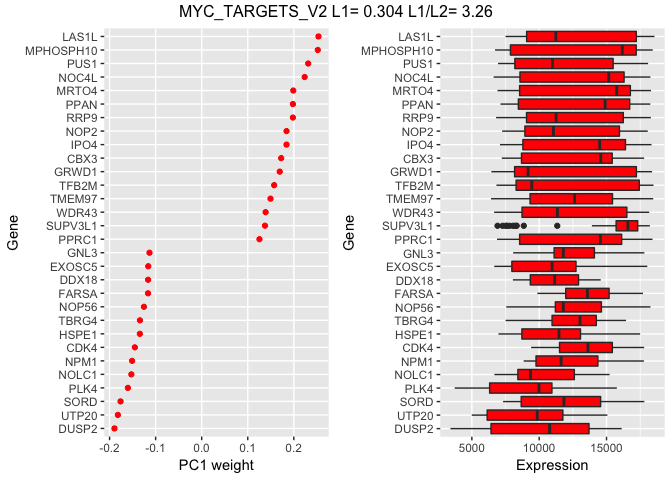 MYC_TARGETS_V2 L1= 0.304 L1/L2= 3.26
Gene
LAS1L
MPHOSPH10
PUS1
NOC4L
MRTO4
PPAN
RRP9
NOP2
IPO4
CBX3
GRWD1
TFB2M
TMEM97
WDR43
SUPV3L1
PPRC1
GNL3
EXOSC5
DDX18
FARSA
NOP56
TBRG4
HSPE1
CDK4
NPM1
NOLC1
PLK4
SORD
UTP20
DUSP2
-0.2 -0.1 0.0 0.1 0.2
PC1 weight
Gene
LAS1L
MPHOSPH10
PUS1
NOC4L
MRTO4
PPAN
RRP9
NOP2
IPO4
CBX3
GRWD1
TFB2M
TMEM97
WDR43
SUPV3L1
PPRC1
GNL3
EXOSC5
DDX18
FARSA
NOP56
TBRG4
HSPE1
CDK4
NPM1
NOLC1
PLK4
SORD
UTP20
DUSP2
5000 10000 15000
Expression